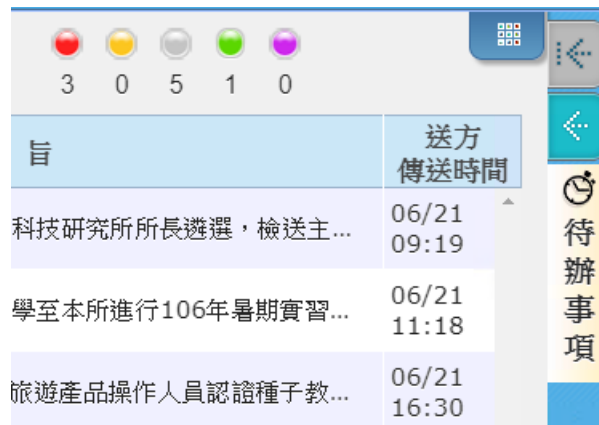 3 0 5 1 0
旨
送方
傳送時間
科技研究所所長遴選，檢送主...
06/21
09:19
學至本所進行106年暑期實習...
06/21
11:18
旅遊產品操作人員認證種子教...
06/21
16:30
待辦事項